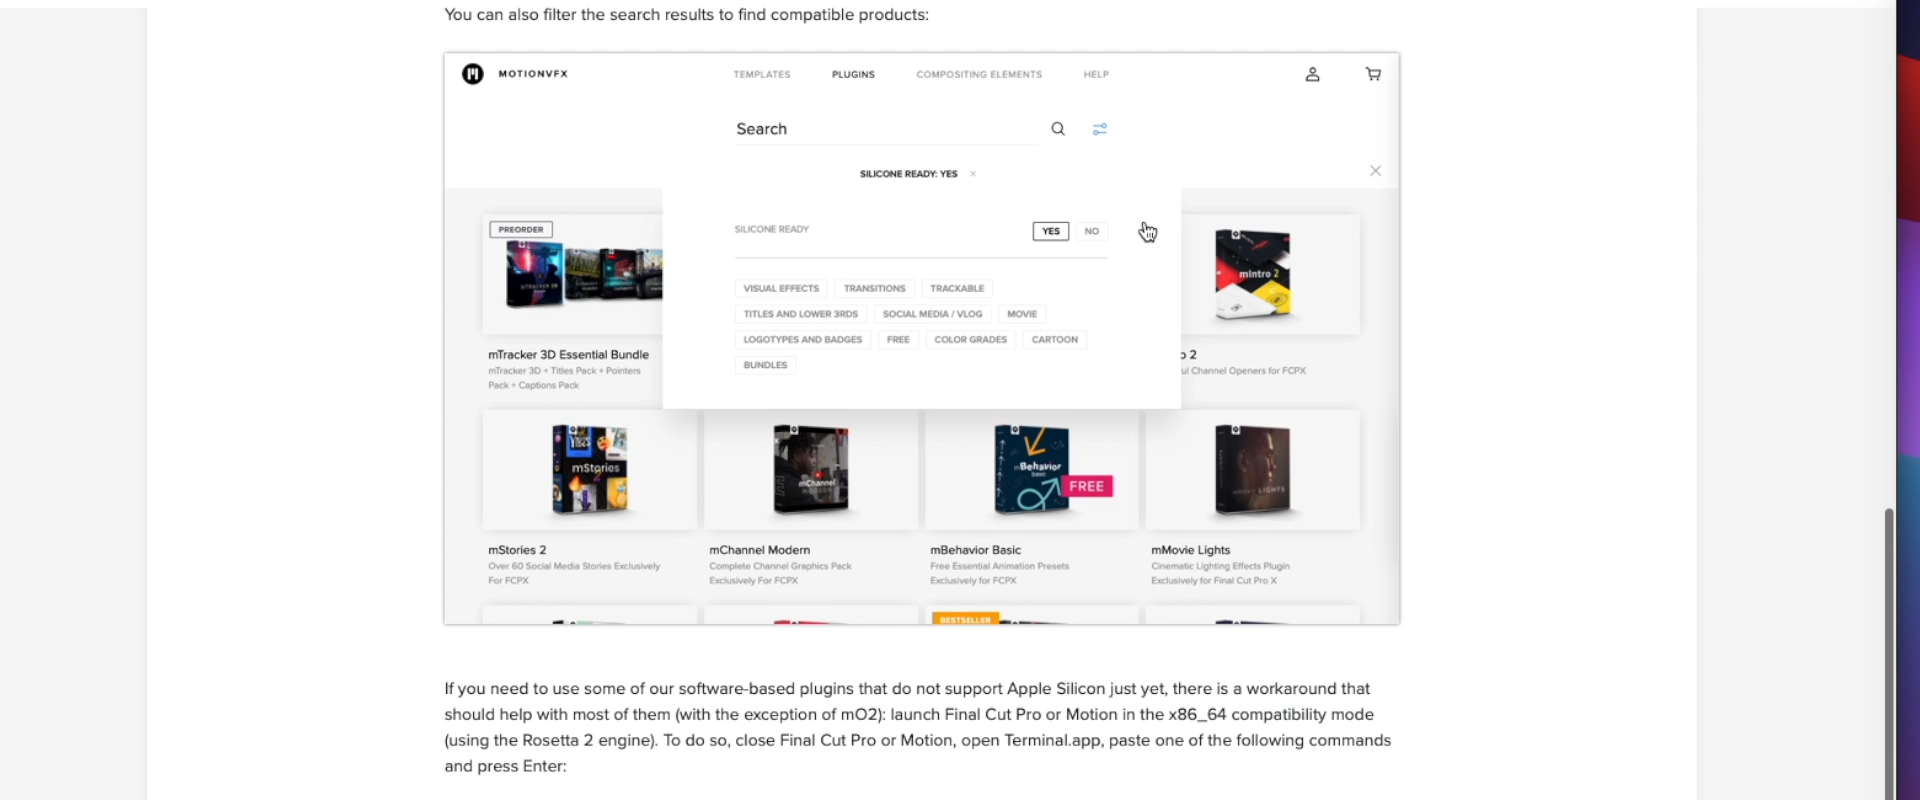 You can also filter the search results to find compatible products:
MOTIONVFX
TEMPLATES
PLUGINS
COMPOSITING ELEMENTS
HELP
Search
SILICONE READY: YES ×
SILICONE READY
YES
NO
VISUAL EFFECTS
TRANSITIONS
TRACKABLE
TITLES AND LOWER 3RDS
SOCIAL MEDIA / VLOG
MOVIE
LOGOTYPES AND BADGES
FREE
COLOR GRADES
CARTOON
BUNDLES
PREORDER
mTracker 3D Essential Bundle
mTracker 3D + Titles Pack + Pointers
Pack + Captions Pack
mIntro 2
o 2
ul Channel Openers for FCPX
mStories
mStories 2
Over 60 Social Media Stories Exclusively
For FCPX
mChannel
mChannel Modern
Complete Channel Graphics Pack
Exclusively For FCPX
mBehavior
basic
FREE
mBehavior Basic
Free Essential Animation Presets
Exclusively for FCPX
LIGHTS
mMovie Lights
Cinematic Lighting Effects Plugin
Exclusively for Final Cut Pro X
BESTSELLER
If you need to use some of our software-based plugins that do not support Apple Silicon just yet, there is a workaround that
should help with most of them (with the exception of mO2): launch Final Cut Pro or Motion in the x86_64 compatibility mode
(using the Rosetta 2 engine). To do so, close Final Cut Pro or Motion, open Terminal.app, paste one of the following commands
and press Enter: